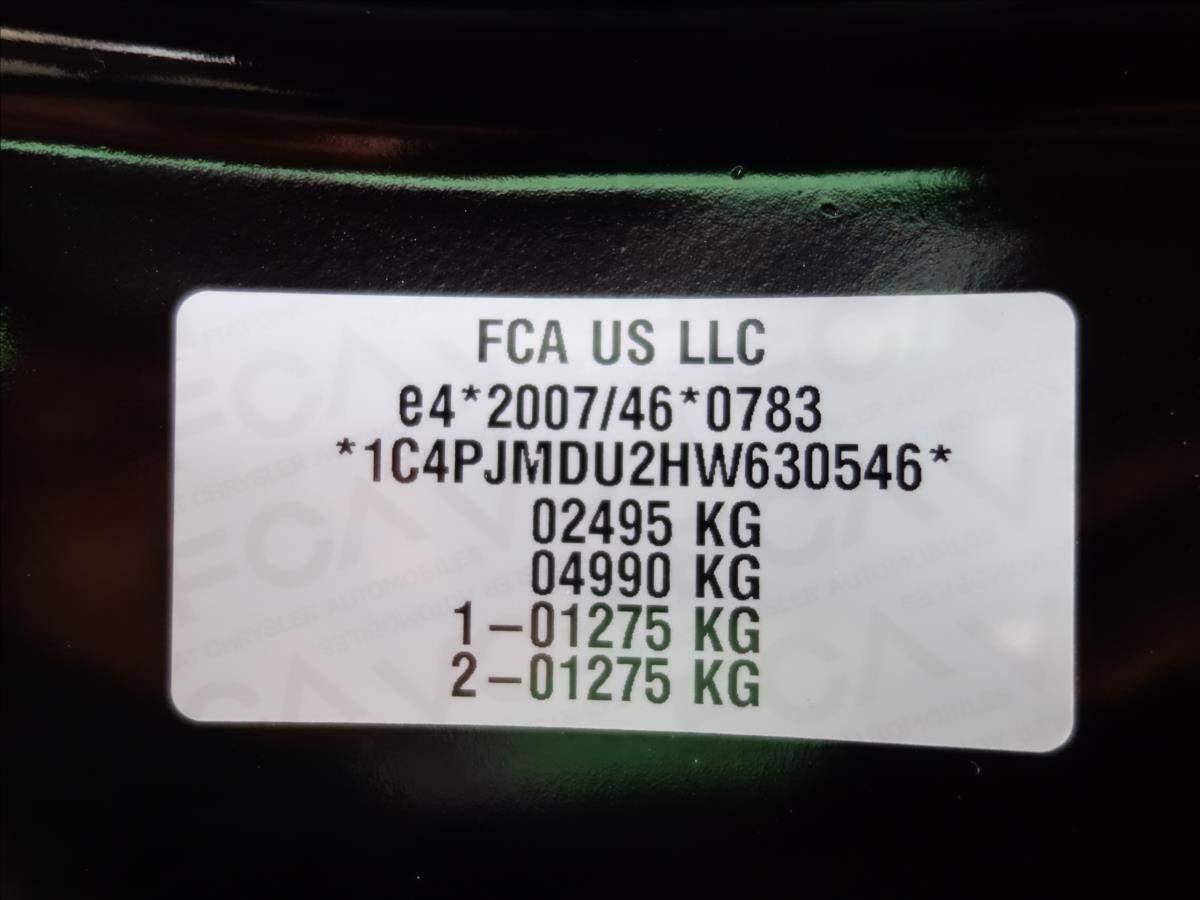 FCA US LLC
e4*2007/46*0783
*1C4PJMDU2HW630546*
02495 KG
04990 KG
1-01275 KG
2-01275 KG